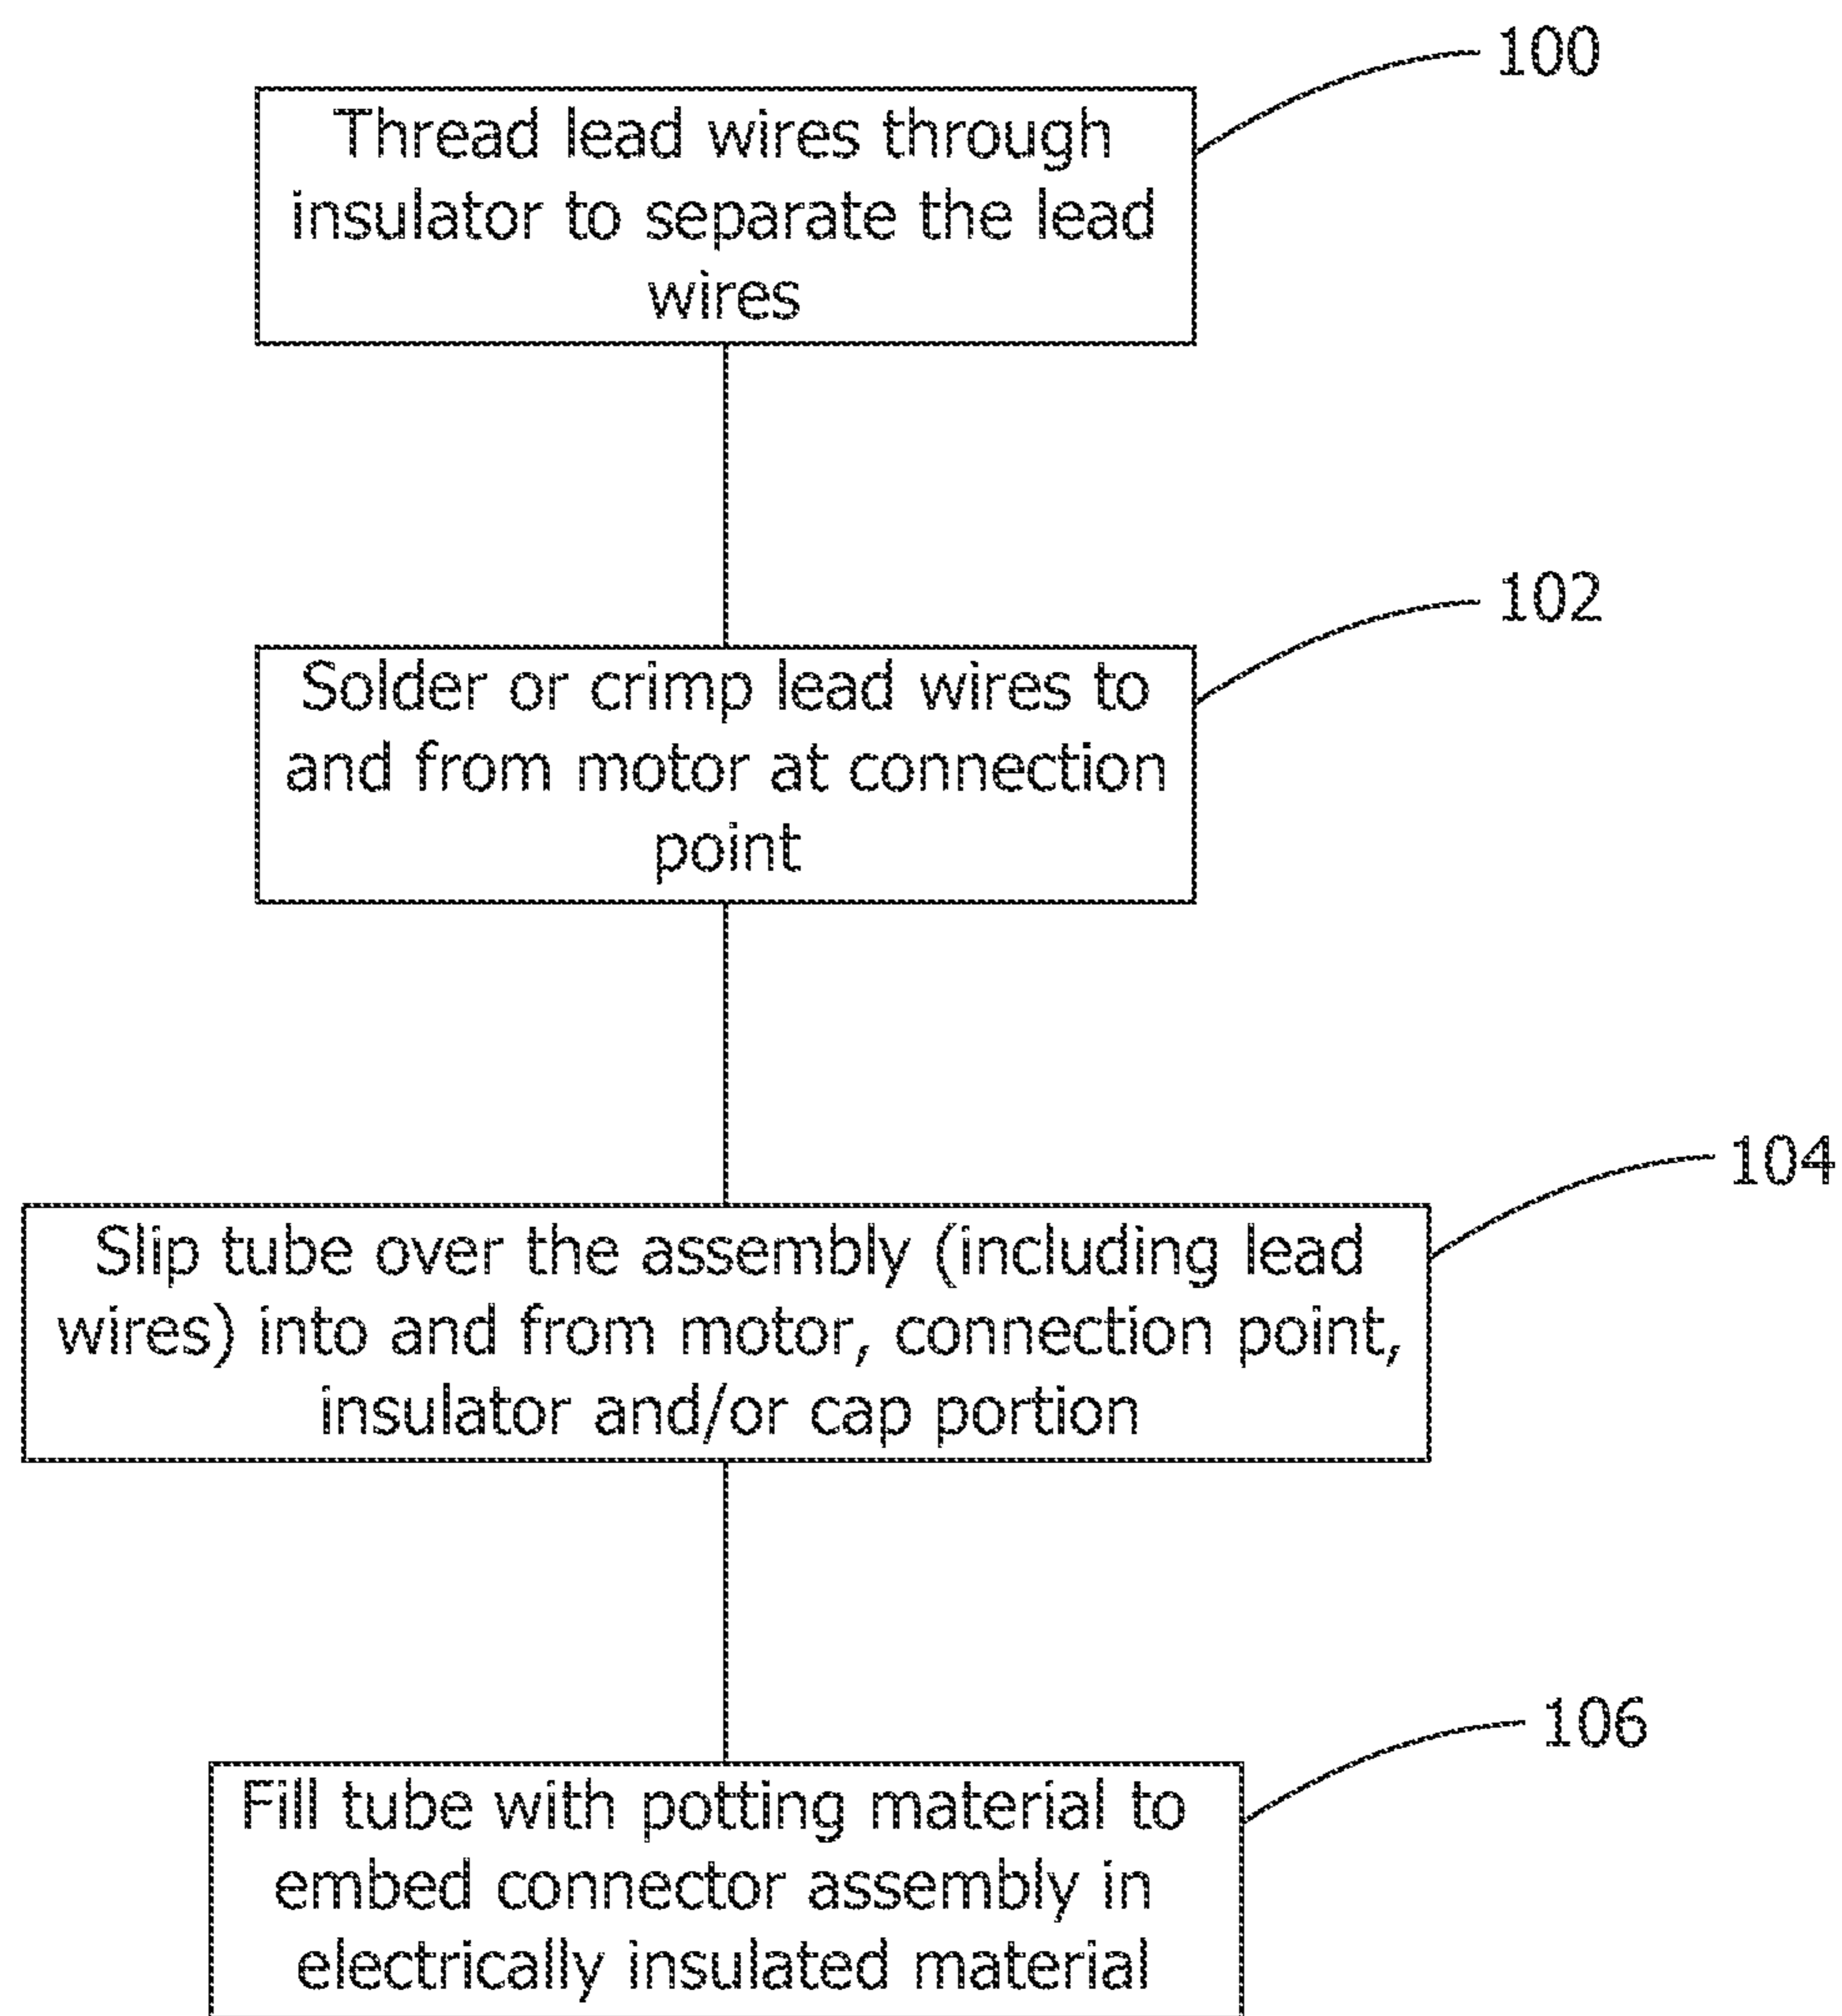 100
Thread lead wires through
insulator to separate the lead
wires
102
Solder or crimp lead wires to
and from motor at connection
point
104
Slip tube over the assembly (including lead
wires) into and from motor, connection point,
insulator and/or cap portion
106
Fill tube with potting material to
embed connector assembly in
electrically insulated material